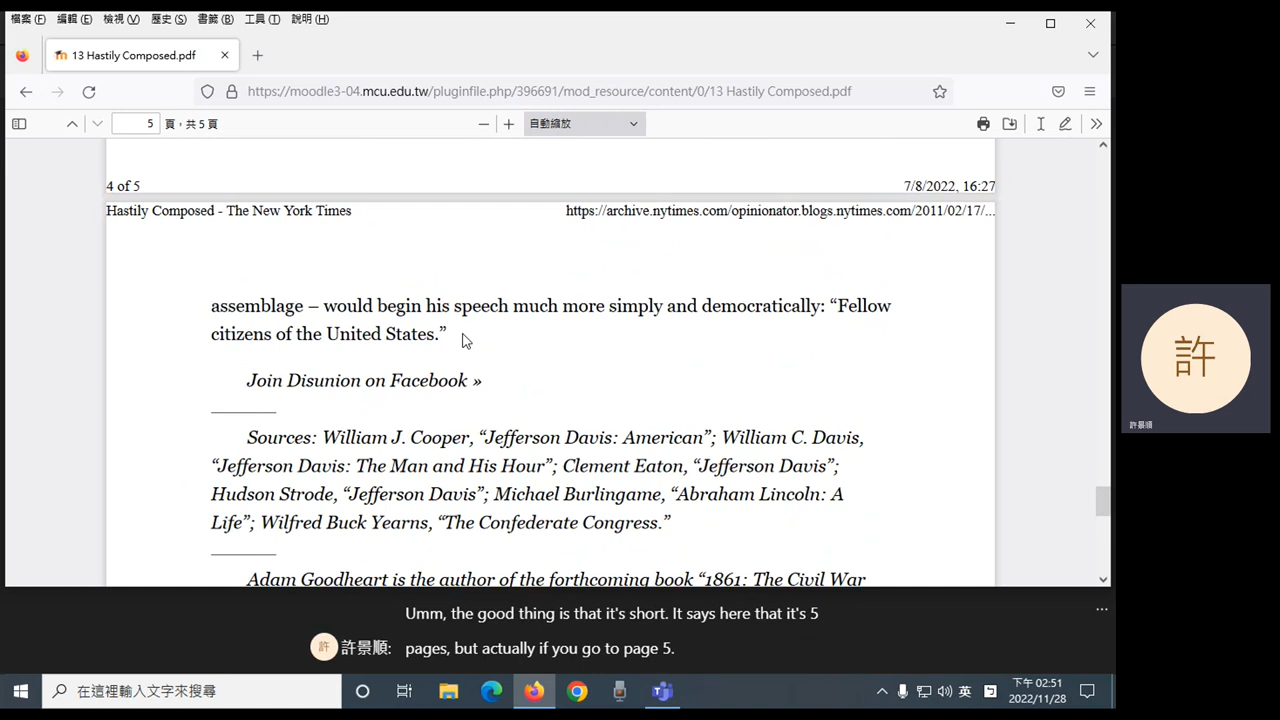 檔案(F) 編輯(E) 檢視(V) 歷史(S) 書籤(B) 工具(T) 說明(H)
13 Hastily Composed.pdf
https://moodle3-04.mcu.edu.tw/pluginfile.php/396691/mod_resource/content/0/13 Hastily Composed.pdf
5 頁，共 5 頁 自動縮放
4 of 5 7/8/2022, 16:27
Hastily Composed - The New York Times https://archive.nytimes.com/opinionator.blogs.nytimes.com/2011/02/17/...
assemblage – would begin his speech much more simply and democratically: “Fellow
citizens of the United States.”
Join Disunion on Facebook »
Sources: William J. Cooper, “Jefferson Davis: American”; William C. Davis,
“Jefferson Davis: The Man and His Hour”; Clement Eaton, “Jefferson Davis”;
Hudson Strode, “Jefferson Davis”; Michael Burlingame, “Abraham Lincoln: A
Life”; Wilfred Buck Yearns, “The Confederate Congress.”
Adam Goodheart is the author of the forthcoming book “1861: The Civil War
許
許景順
Umm, the good thing is that it's short. It says here that it's 5
許 許景順: pages, but actually if you go to page 5.
在這裡輸入文字來搜尋
英
下午 02:51
2022/11/28